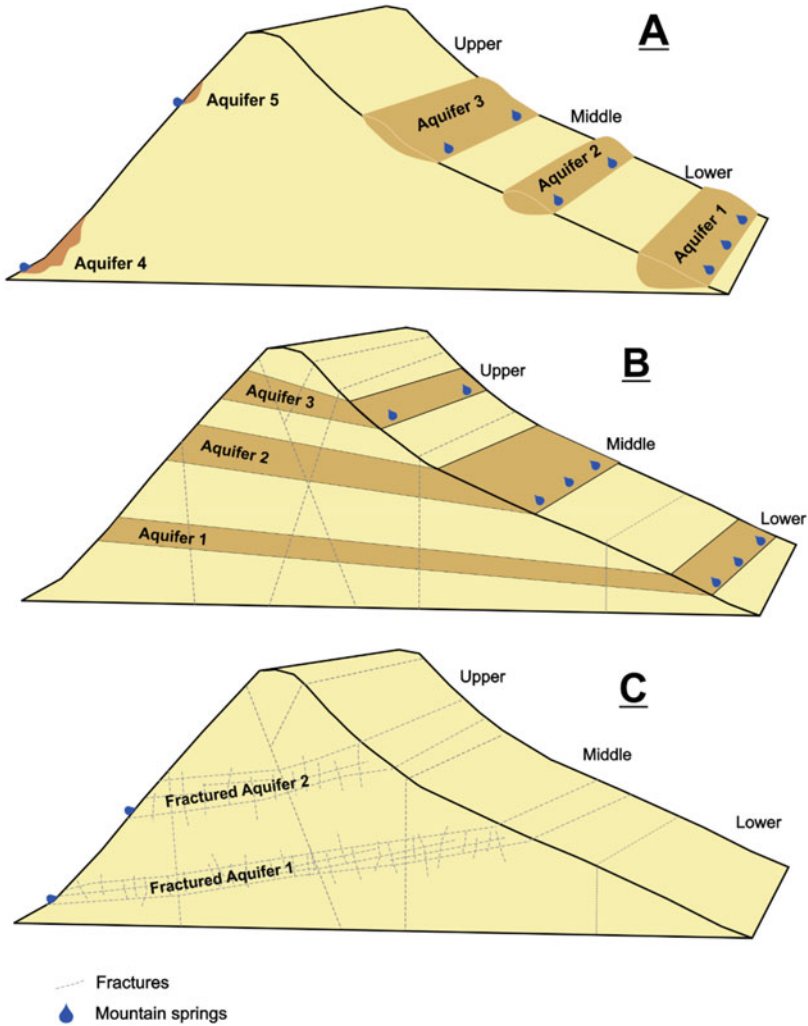 A
Upper
Aquifer 5
Aquifer 3
Middle
Aquifer 2
Lower
Aquifer 1
Aquifer 4
B
Upper
Aquifer 3
Aquifer 2
Middle
Lower
Aquifer 1
C
Upper
Middle
Fractured Aquifer 2
Lower
Fractured Aquifer 1
Fractures
Mountain springs